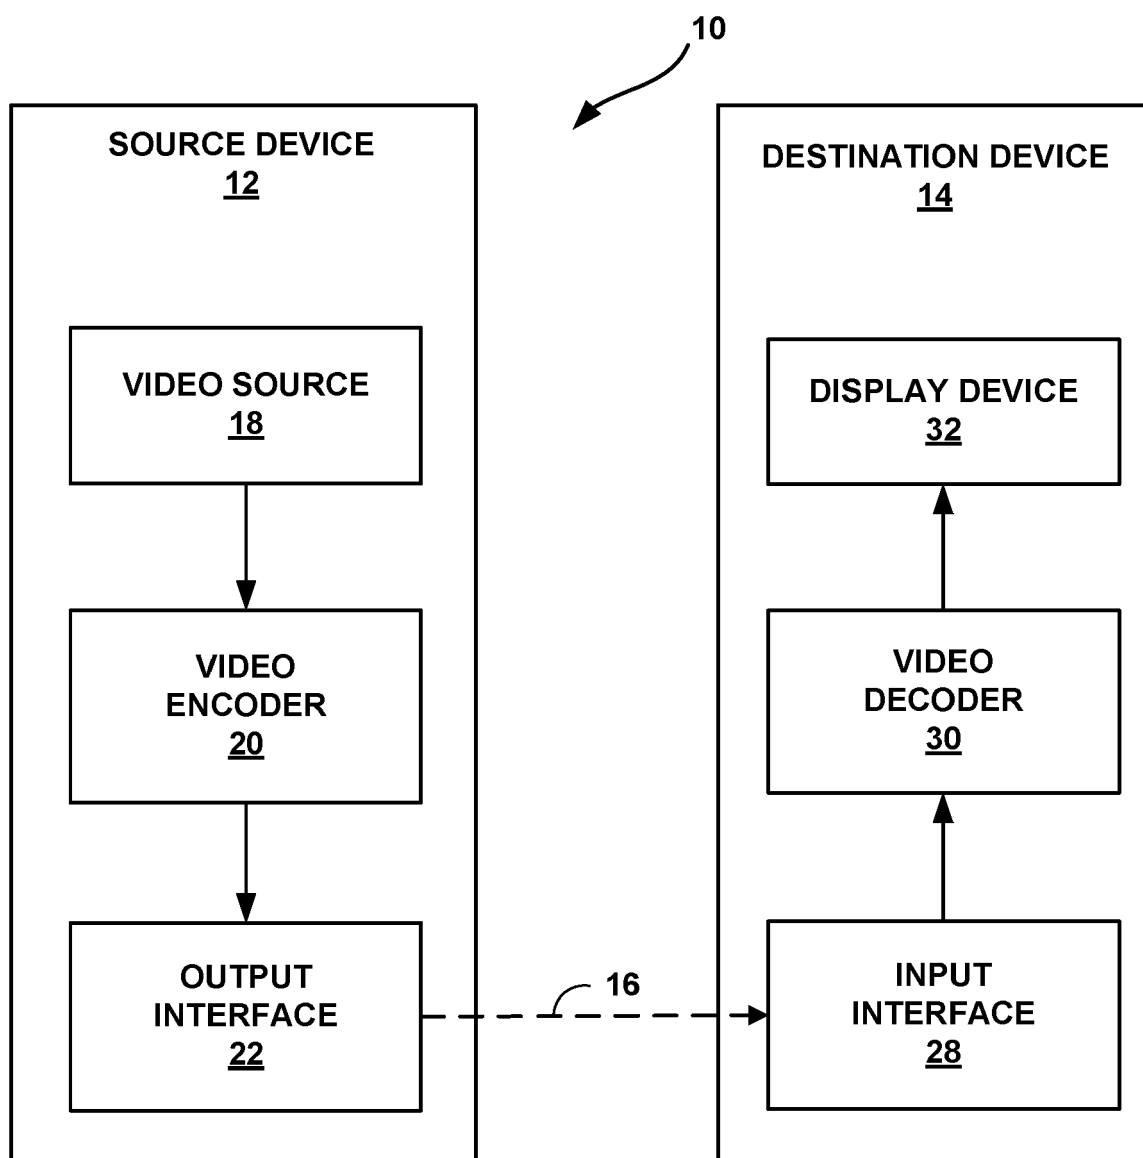 10
SOURCE DEVICE
12
VIDEO SOURCE
18
VIDEO
ENCODER
20
OUTPUT
INTERFACE
22
16
DESTINATION DEVICE
14
DISPLAY DEVICE
32
VIDEO
DECODER
30
INPUT
INTERFACE
28